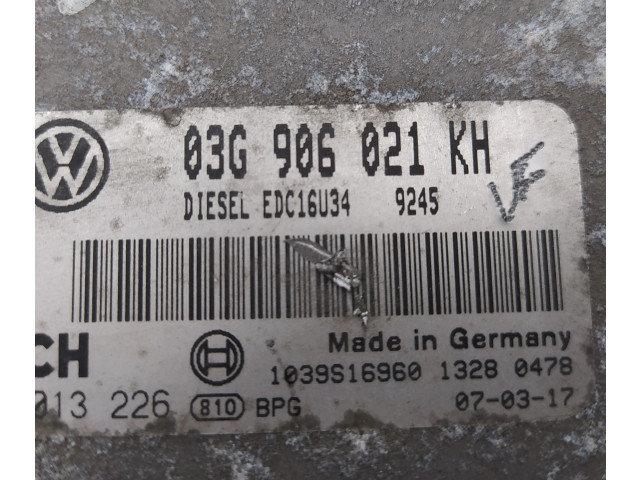 03G 906 021 KH
DIESEL EDC16U34 9245
VF
CH
Made in Germany
1039S16960 1328 0478
013 226 810 BPG 07-03-17